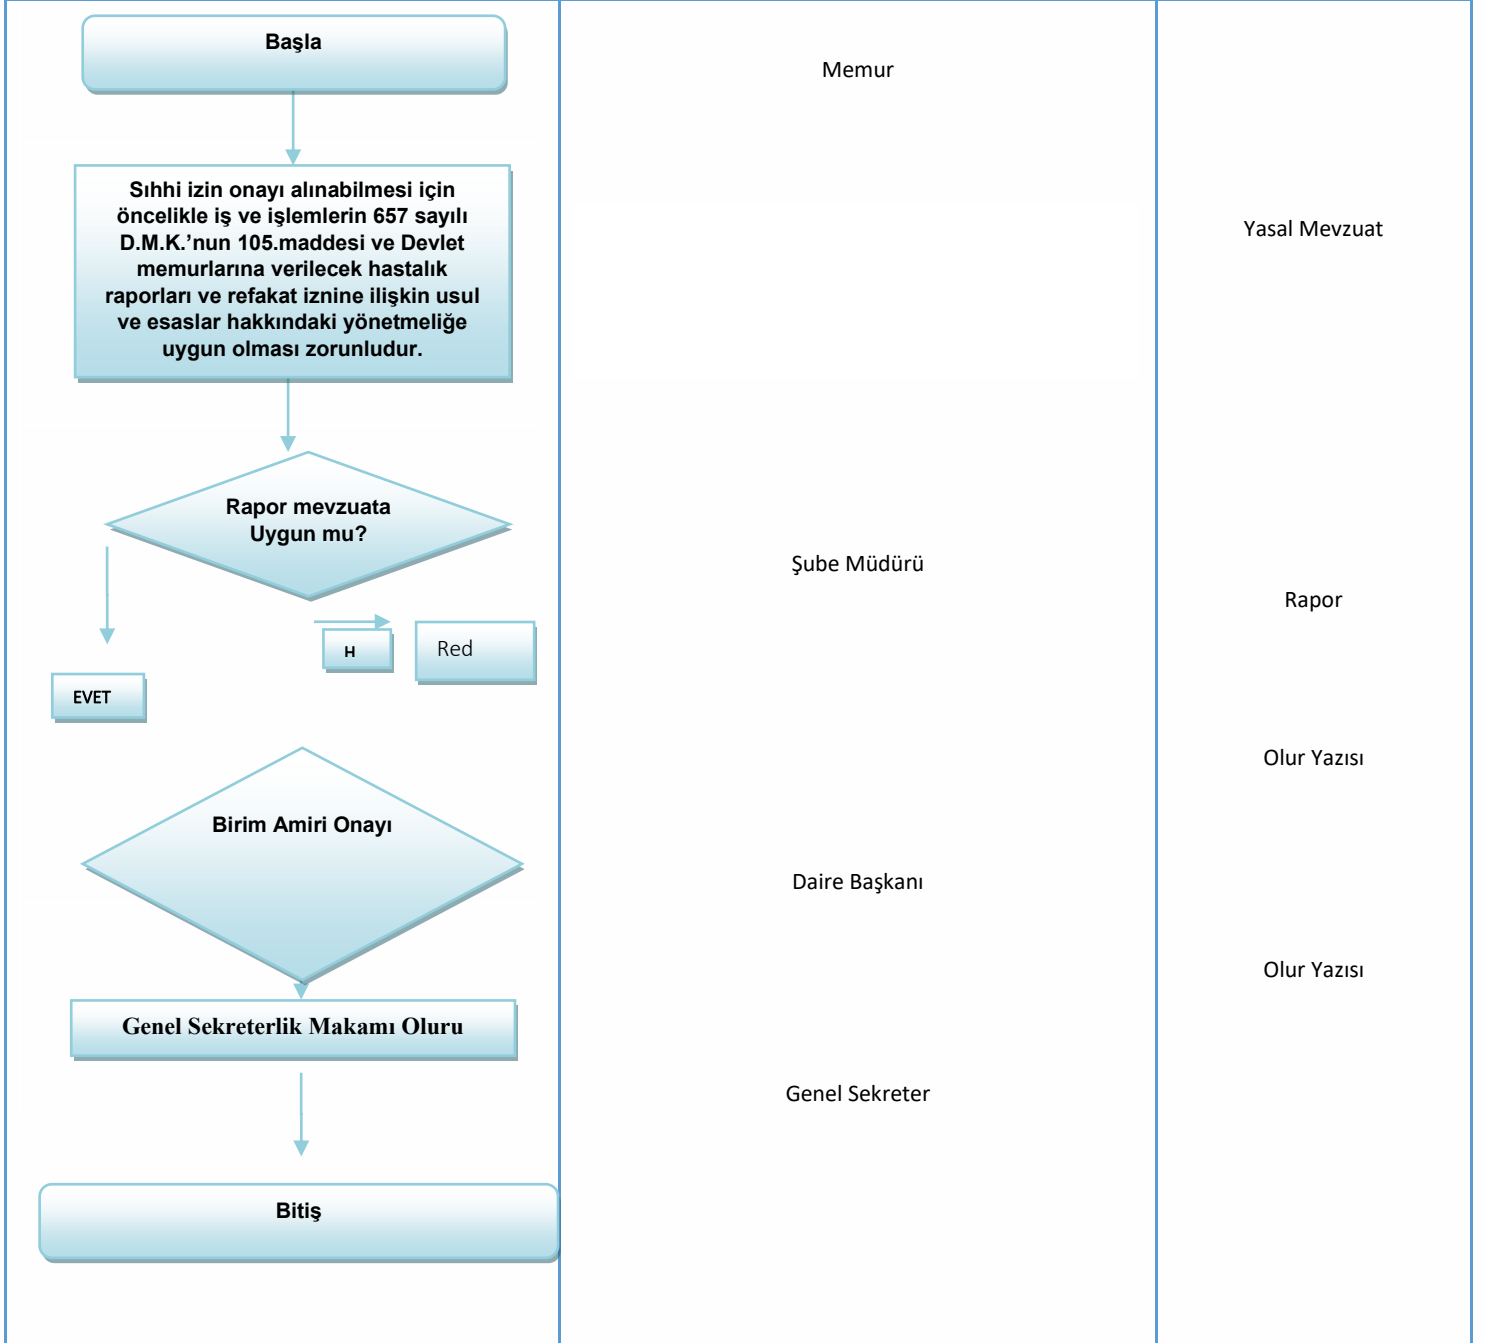 Başla
Memur
Sıhhi izin onayı alınabilmesi için
öncelikle iş ve işlemlerin 657 sayılı
D.M.K.’nun 105.maddesi ve Devlet
memurlarına verilecek hastalık
raporları ve refakat iznine ilişkin usul
ve esaslar hakkındaki yönetmeliğe
uygun olması zorunludur.
Yasal Mevzuat
Rapor mevzuata
Uygun mu?
Şube Müdürü
Rapor
H
Red
EVET
Olur Yazısı
Birim Amiri Onayı
Daire Başkanı
Olur Yazısı
Genel Sekreterlik Makamı Oluru
Genel Sekreter
Bitiş